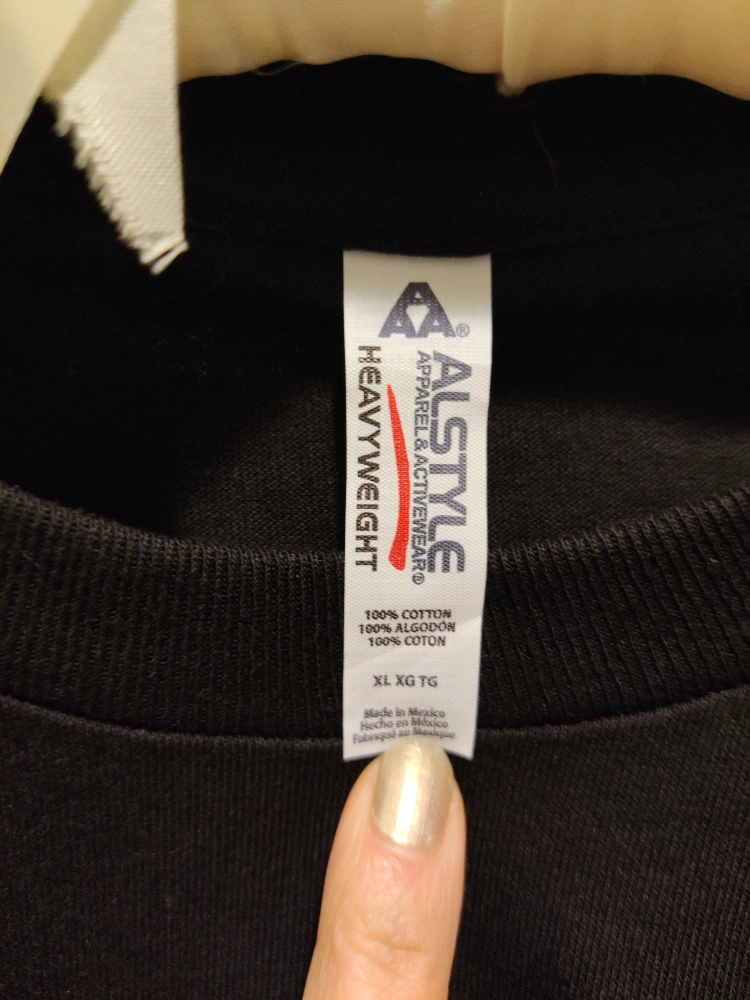 AAA®
ALSTYLE
APPAREL & ACTIVEWEAR®
HEAVYWEIGHT
100% COTTON
100% ALGODÓN
100% COTON
XL XG TG
Made in Mexico
Hecho en México
Fabriqué au Mexique